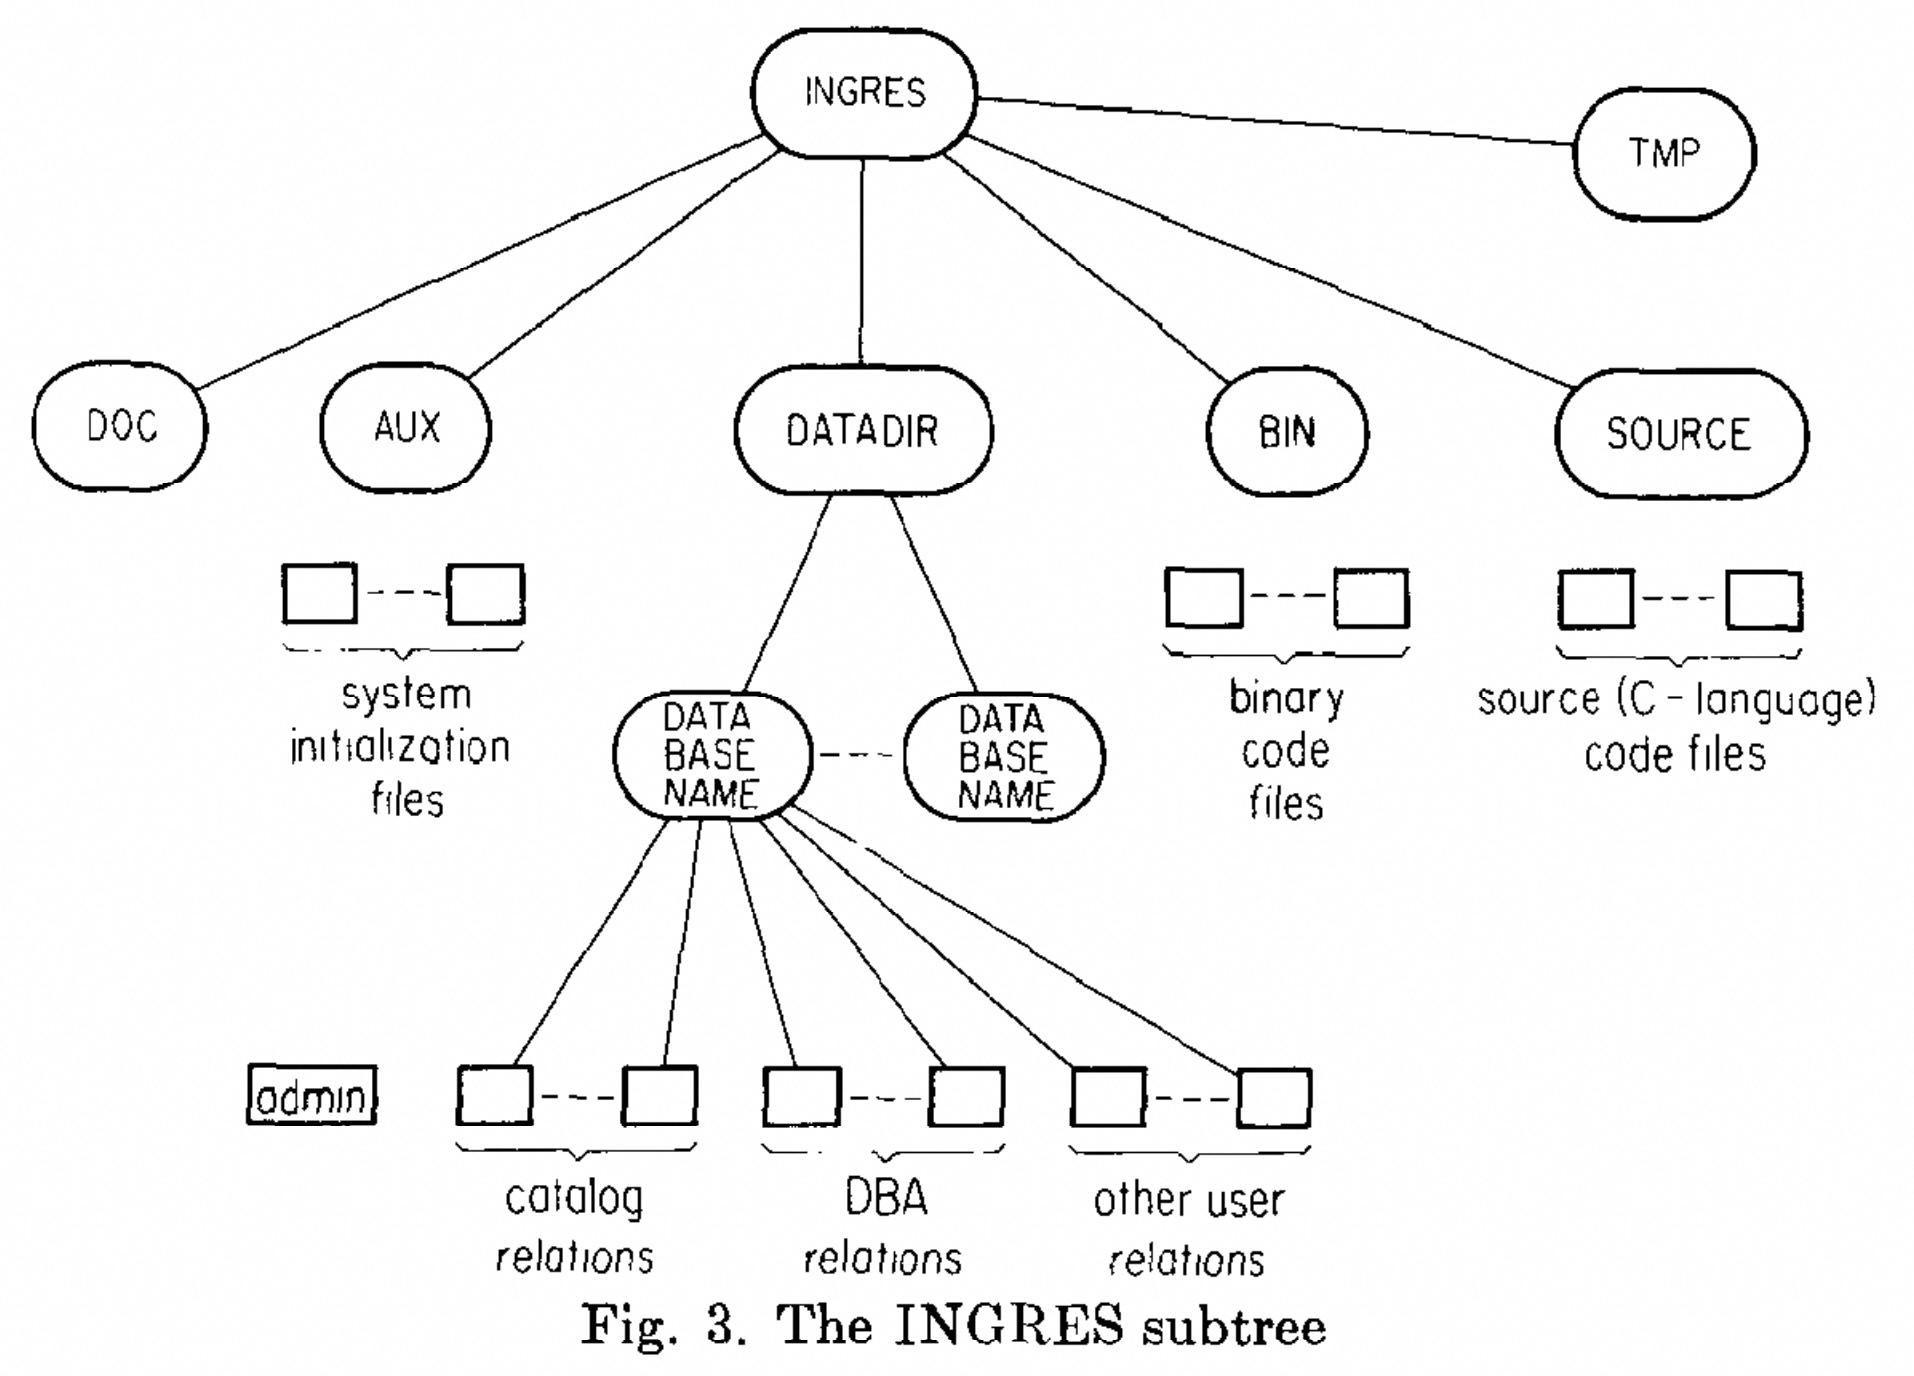 INGRES
TMP
DOC
AUX
DATADIR
BIN
SOURCE
system
initialization
files
DATA
BASE
NAME
DATA
BASE
NAME
binary
code
files
source (C-language)
code files
admin
catalog
relations
DBA
relations
other user
relations
Fig. 3. The INGRES subtree